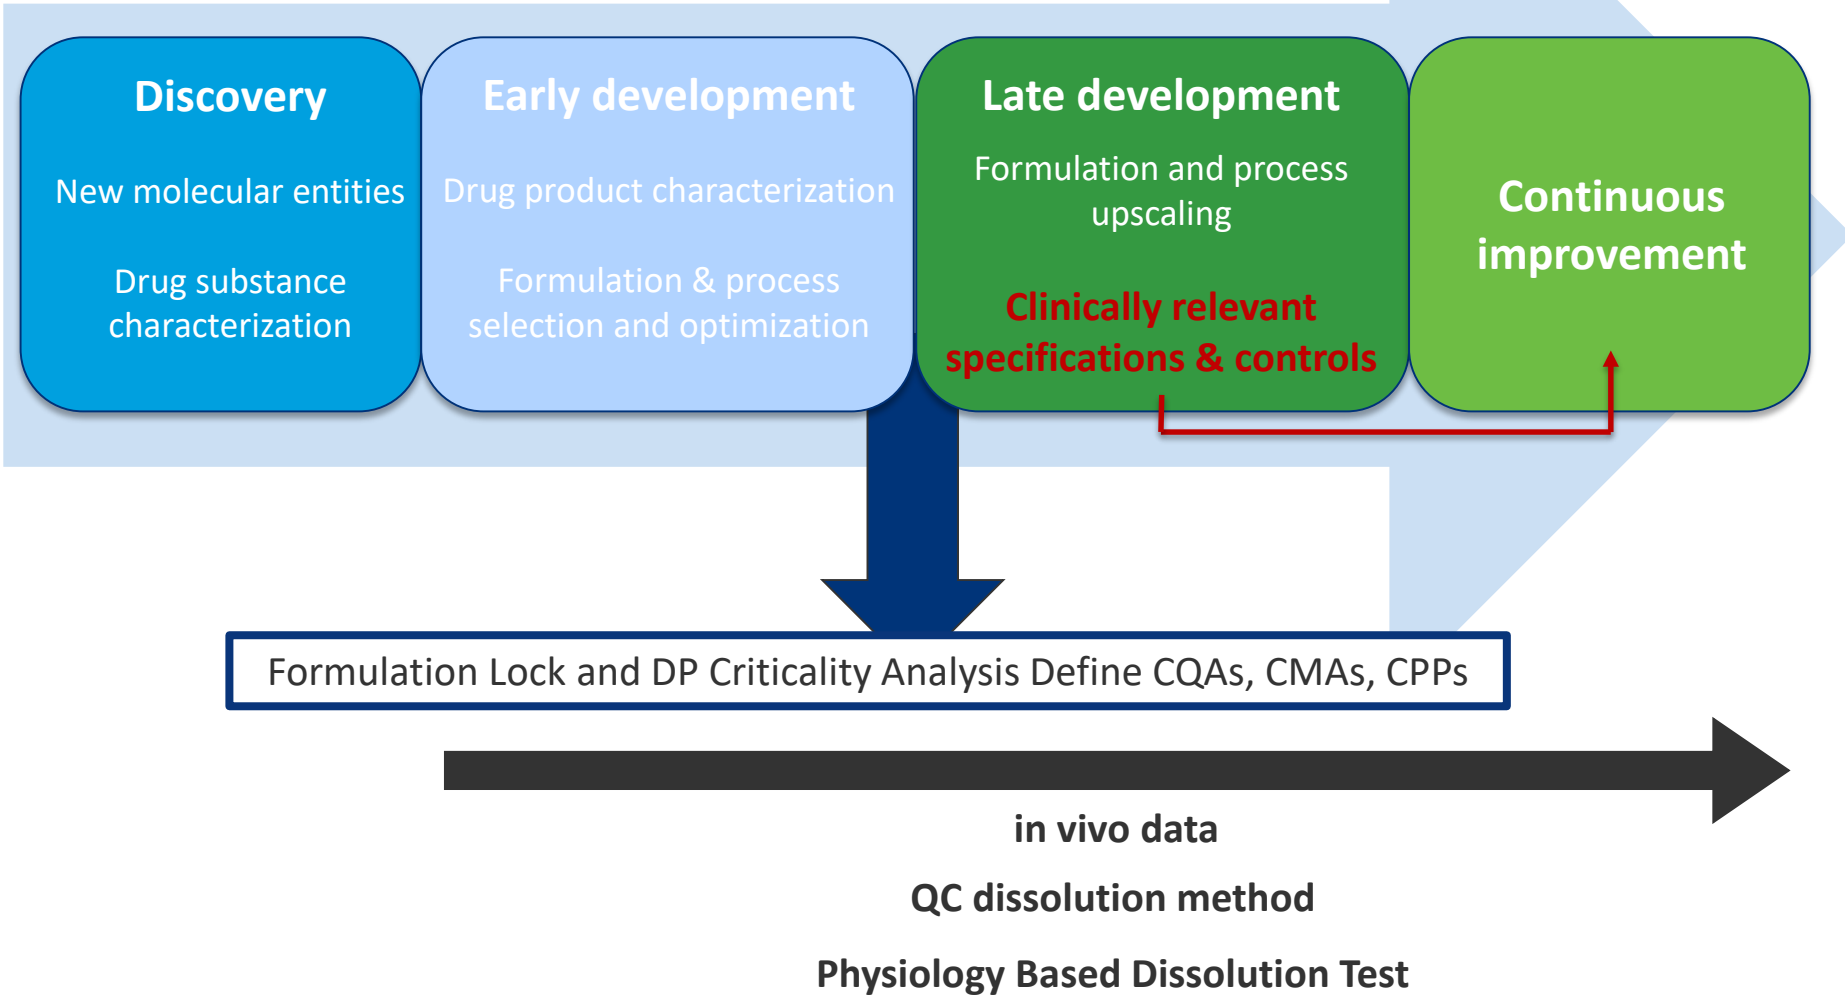 Discovery
New molecular entities
Drug substance
characterization
Early development
Drug product characterization
Formulation & process
selection and optimization
Late development
Formulation and process
upscaling
Clinically relevant
specifications & controls
Continuous
improvement
Formulation Lock and DP Criticality Analysis Define CQAs, CMAs, CPPs
in vivo data
QC dissolution method
Physiology Based Dissolution Test